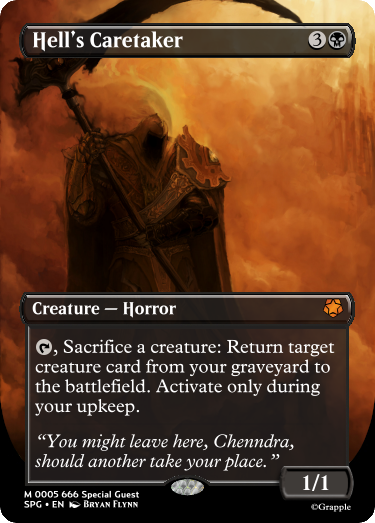 Hell's Caretaker 3
Creature — Horror
, Sacrifice a creature: Return target
creature card from your graveyard to
the battlefield. Activate only during
your upkeep.
“You might leave here, Chenndra,
should another take your place.”
1/1
M 0005 666 Special Guest
SPG • EN Bryan Flynn
©Grapple